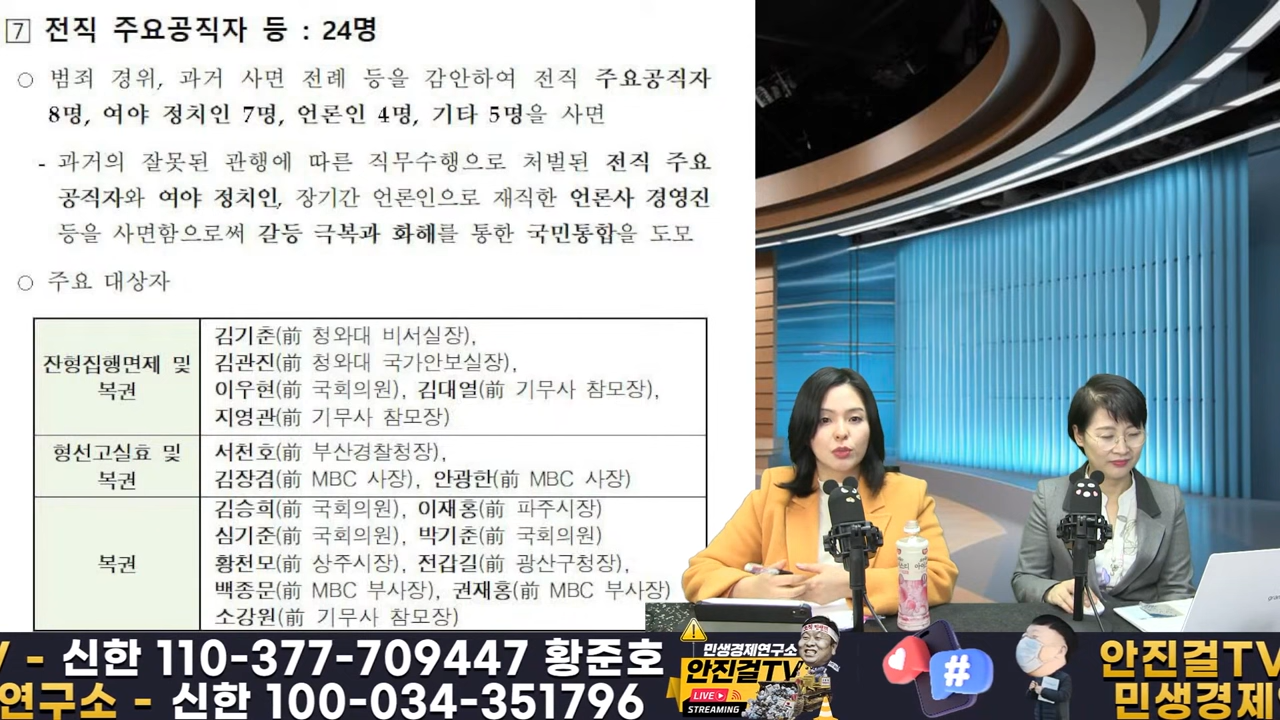 7 전직 주요공직자 등 : 24명
○ 범죄 경위, 과거 사면 전례 등을 감안하여 전직 주요공직자
8명, 여야 정치인 7명, 언론인 4명, 기타 5명을 사면
- 과거의 잘못된 관행에 따른 직무수행으로 처벌된 전직 주요
공직자와 여야 정치인, 장기간 언론인으로 재직한 언론사 경영진
등을 사면함으로써 갈등 극복과 화해를 통한 국민통합을 도모
○ 주요 대상자
잔형집행면제 및
복권
김기춘(前 청와대 비서실장),
김관진(前 청와대 국가안보실장),
이우현(前 국회의원), 김대열(前 기무사 참모장),
지영관(前 기무사 참모장)
형선고실효 및
복권
서천호(前 부산경찰청장),
김장겸(前 MBC 사장), 안광한(前 MBC 사장)
복권
김승희(前 국회의원), 이재홍(前 파주시장)
심기준(前 국회의원), 박기춘(前 국회의원)
황천모(前 상주시장), 전갑길(前 광산구청장),
백종문(前 MBC 부사장), 권재홍(前 MBC 부사장)
소강원(前 기무사 참모장)
V - 신한 110-377-709447 황준호
연구소 - 신한 100-034-351796
민생경제연구소
안진걸TV
LIVE
STREAMING
#
안진걸TV
민생경제